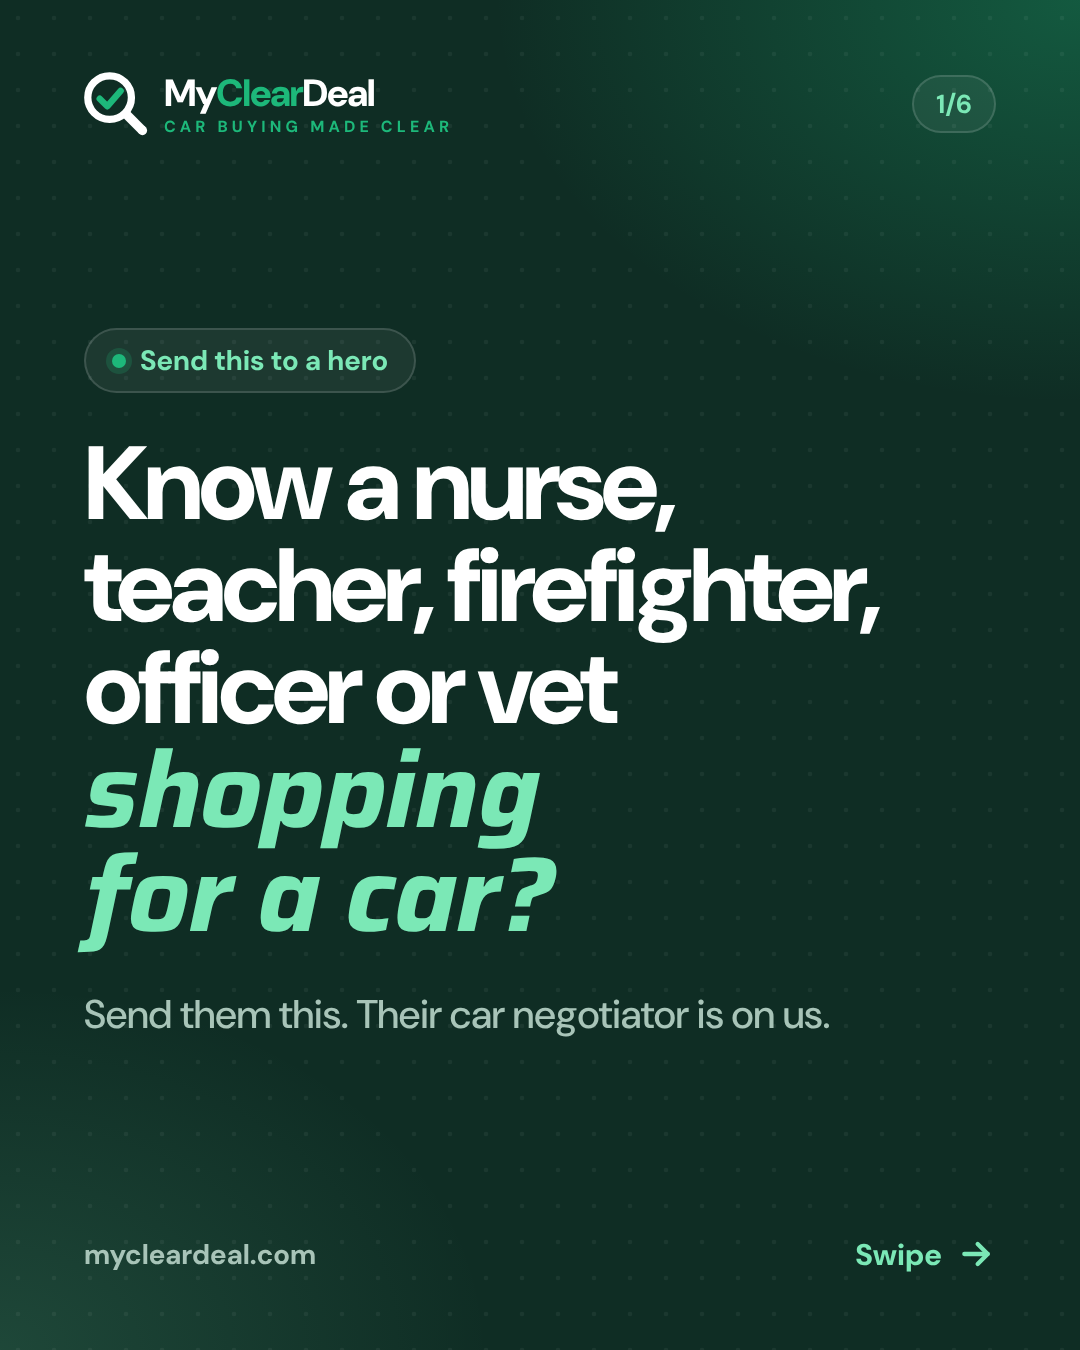 MyClearDeal
CAR BUYING MADE CLEAR
1/6
Send this to a hero
Know a nurse,
teacher, firefighter,
officer or vet
shopping
for a car?
Send them this. Their car negotiator is on us.
mycleardeal.com
Swipe →